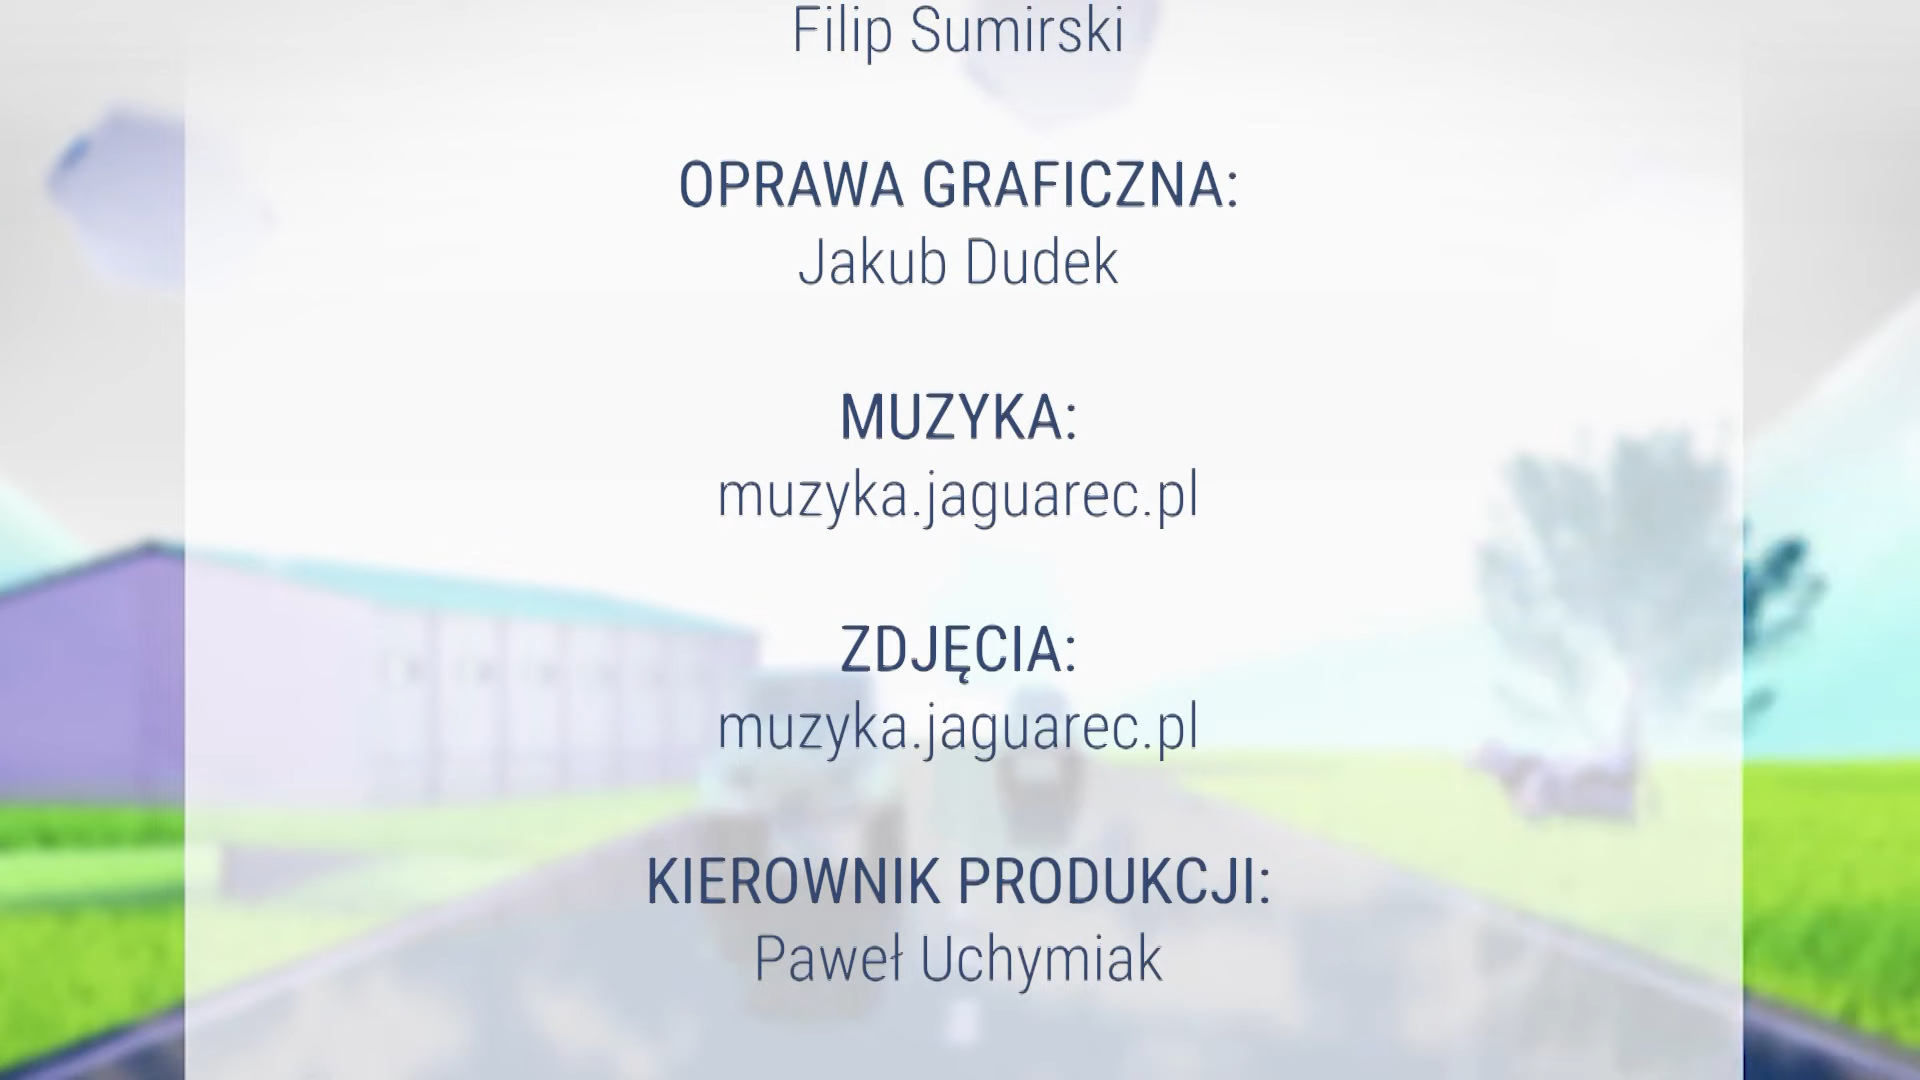 Filip Sumirski
OPRAWA GRAFICZNA:
Jakub Dudek
MUZYKA:
muzyka.jaguarec.pl
ZDJĘCIA:
muzyka.jaguarec.pl
KIEROWNIK PRODUKCJI:
Paweł Uchymiak